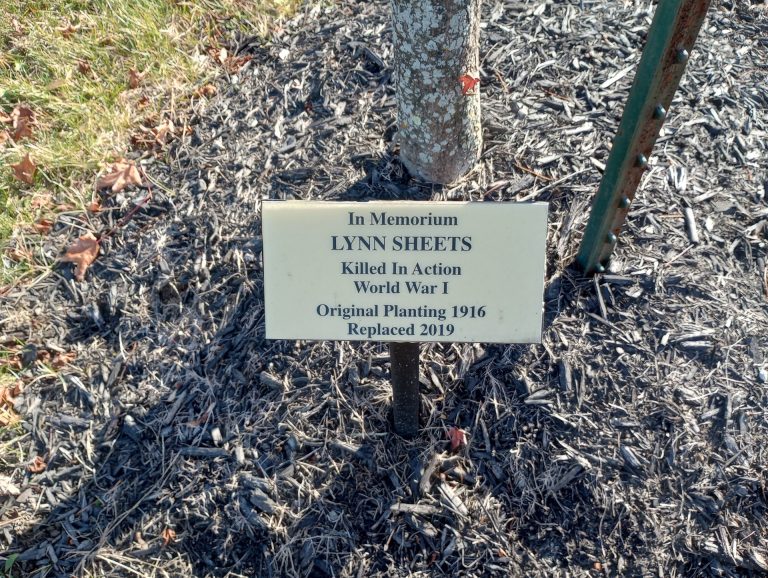 In Memorium
LYNN SHEETS
Killed In Action
World War I
Original Planting 1916
Replaced 2019